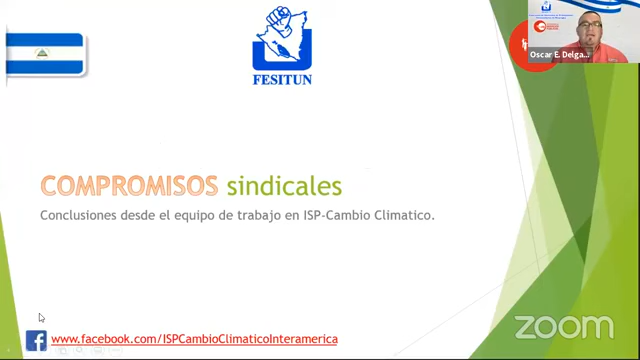 FESITUN
Oscar E. Delga...
COMPROMISOS sindicales
Conclusiones desde el equipo de trabajo en ISP-Cambio Climatico.
www.facebook.com/ISPCambioClimaticoInteramerica
zoom